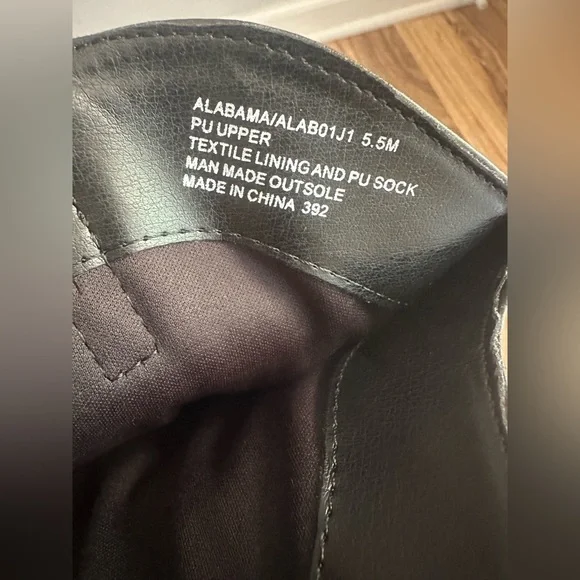 ALABAMA/ALAB01J1 5.5M
PU UPPER
TEXTILE LINING AND PU SOCK
MAN MADE OUTSOLE
MADE IN CHINA 392